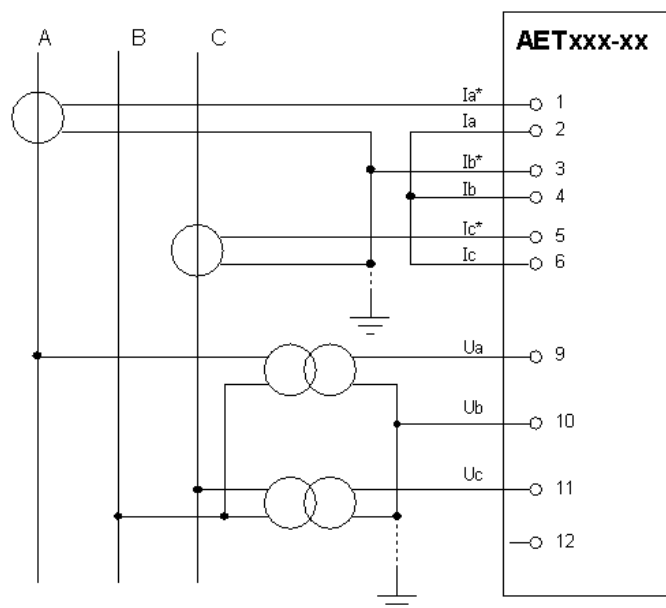 A B C AETxxx-xx
Ia* 1
Ia 2
Ib* 3
Ib 4
Ic* 5
Ic 6
Ua 9
Ub 10
Uc 11
12